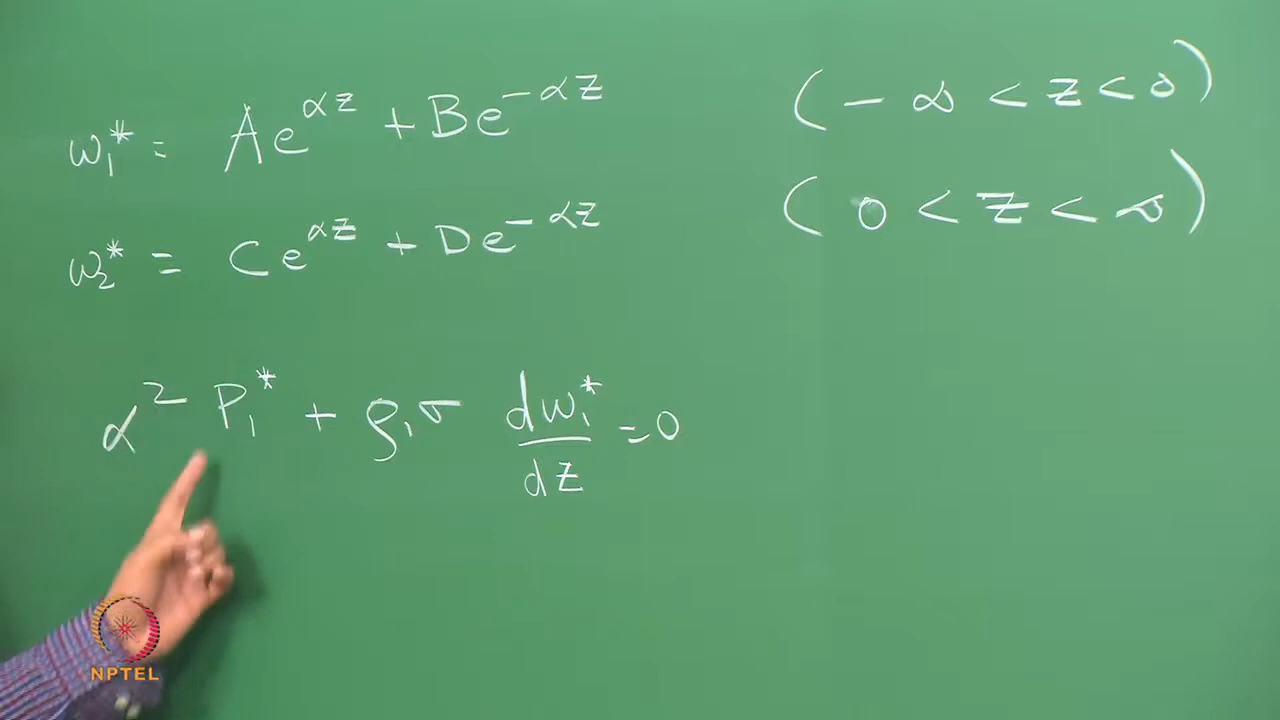 w₁* = Ae^{αz} + Be^{-αz} (-∞ < z < 0)
w₂* = Ce^{αz} + De^{-αz} (0 < z < ∞)
α² P₁* + ρ₁σ dw₁*/dz = 0
NPTEL